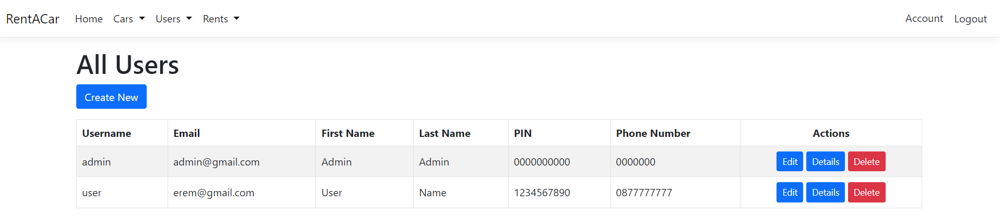 RentACar Home Cars Users Rents Account Logout
All Users
Create New
Username Email First Name Last Name PIN Phone Number Actions
admin admin@gmail.com Admin Admin 0000000000 0000000 Edit Details Delete
user erem@gmail.com User Name 1234567890 0877777777 Edit Details Delete